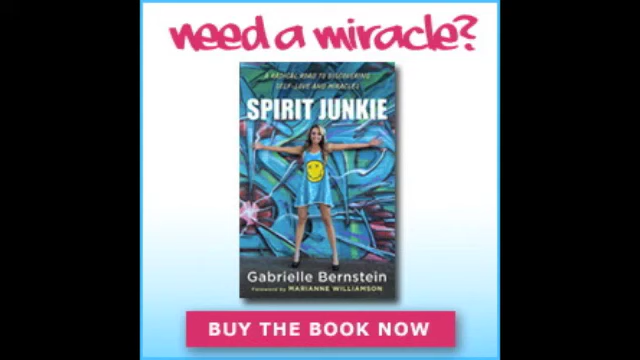 need a miracle?
A RADICAL ROAD TO DISCOVERING
SELF-LOVE AND MIRACLES
SPIRIT JUNKIE
Gabrielle Bernstein
Foreword by MARIANNE WILLIAMSON
BUY THE BOOK NOW